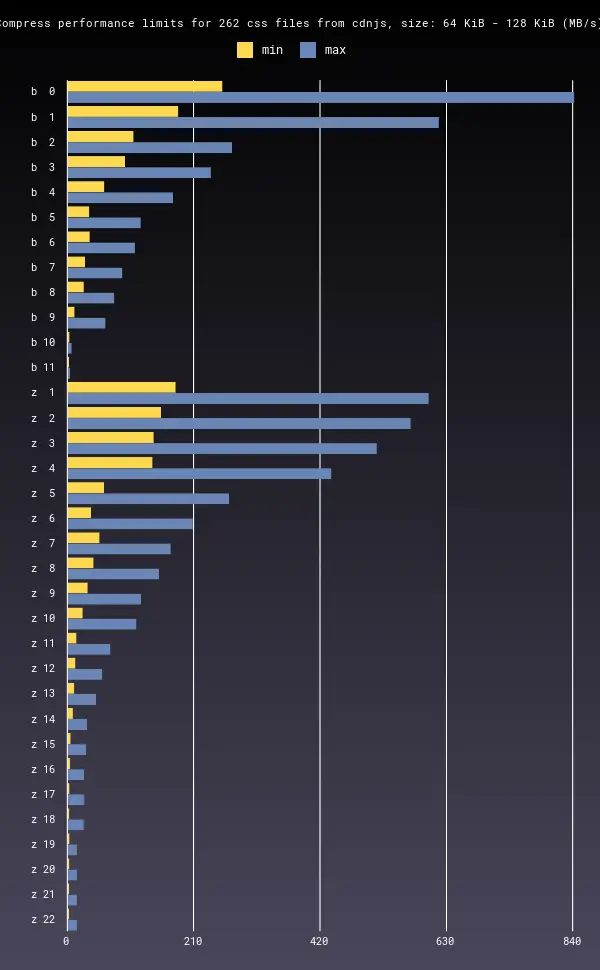 Compress performance limits for 262 css files from cdnjs, size: 64 KiB - 128 KiB (MB/s)
min max
b 0
b 1
b 2
b 3
b 4
b 5
b 6
b 7
b 8
b 9
b 10
b 11
z 1
z 2
z 3
z 4
z 5
z 6
z 7
z 8
z 9
z 10
z 11
z 12
z 13
z 14
z 15
z 16
z 17
z 18
z 19
z 20
z 21
z 22
0 210 420 630 840